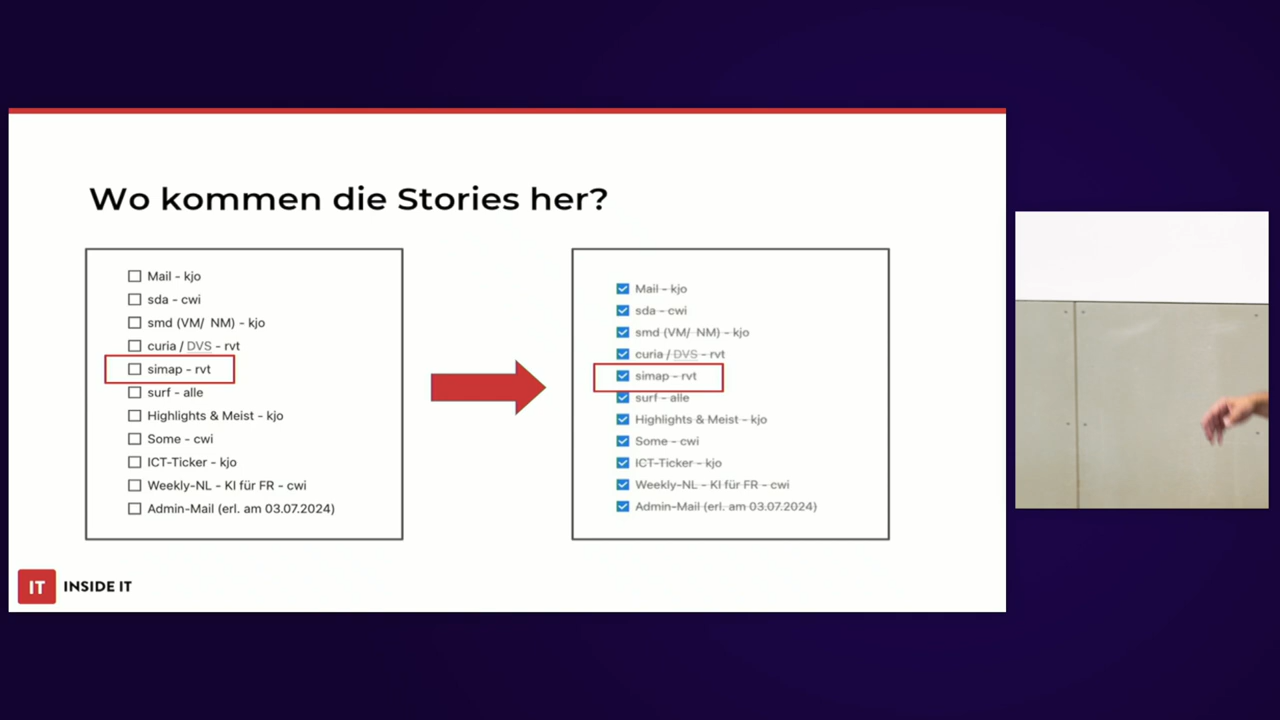 Wo kommen die Stories her?
Mail - kjo
sda - cwi
smd (VM/ NM) - kjo
curia / DVS - rvt
simap - rvt
surf - alle
Highlights & Meist - kjo
Some - cwi
ICT-Ticker - kjo
Weekly-NL - KI für FR - cwi
Admin-Mail (erl. am 03.07.2024)
Mail - kjo
sda - cwi
smd (VM/ NM) - kjo
curia / DVS - rvt
simap - rvt
surf - alle
Highlights & Meist - kjo
Some - cwi
ICT-Ticker - kjo
Weekly-NL - KI für FR - cwi
Admin-Mail (erl. am 03.07.2024)
IT INSIDE IT